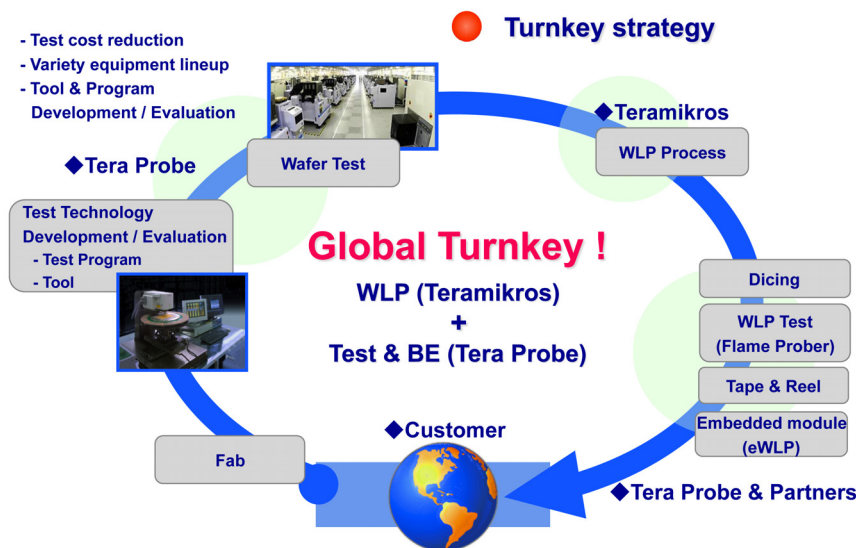 Turnkey strategy
- Test cost reduction
- Variety equipment lineup
- Tool & Program
Development / Evaluation
◆Tera Probe
Wafer Test
◆Teramikros
WLP Process
Test Technology
Development / Evaluation
- Test Program
- Tool
Global Turnkey !
WLP (Teramikros)
+
Test & BE (Tera Probe)
Dicing
WLP Test
(Flame Prober)
Tape & Reel
Embedded module
(eWLP)
◆Customer
Fab
◆Tera Probe & Partners